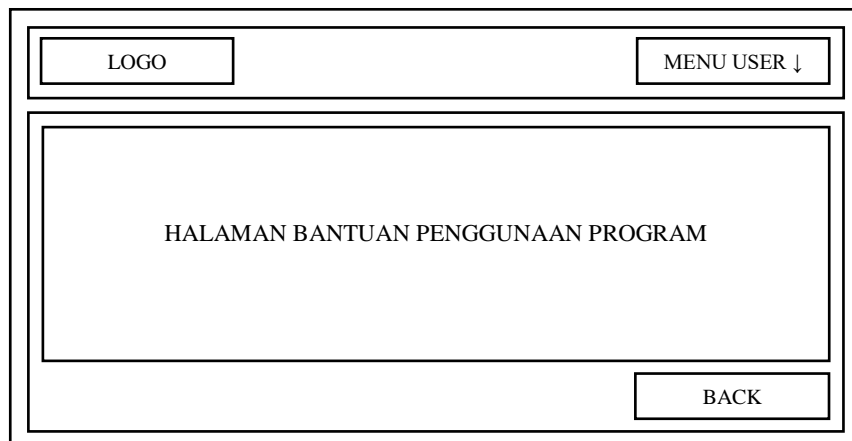 LOGO
MENU USER ↓
HALAMAN BANTUAN PENGGUNAAN PROGRAM
BACK